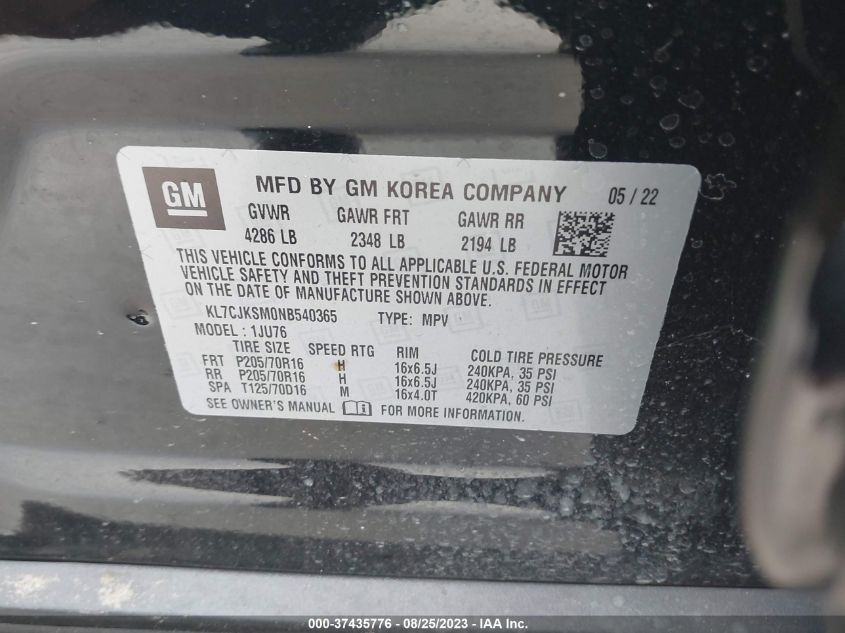 GM
MFD BY GM KOREA COMPANY 05 / 22
GVWR GAWR FRT GAWR RR
4286 LB 2348 LB 2194 LB
THIS VEHICLE CONFORMS TO ALL APPLICABLE U.S. FEDERAL MOTOR
VEHICLE SAFETY AND THEFT PREVENTION STANDARDS IN EFFECT
ON THE DATE OF MANUFACTURE SHOWN ABOVE.
KL7CJKSM0NB540365 TYPE: MPV
MODEL : 1JU76
TIRE SIZE SPEED RTG RIM COLD TIRE PRESSURE
FRT P205/70R16 H 16x6.5J 240KPA, 35 PSI
RR P205/70R16 H 16x6.5J 240KPA, 35 PSI
SPA T125/70D16 M 16x4.0T 420KPA, 60 PSI
SEE OWNER'S MANUAL FOR MORE INFORMATION.
000-37435776 - 08/25/2023 - IAA Inc.